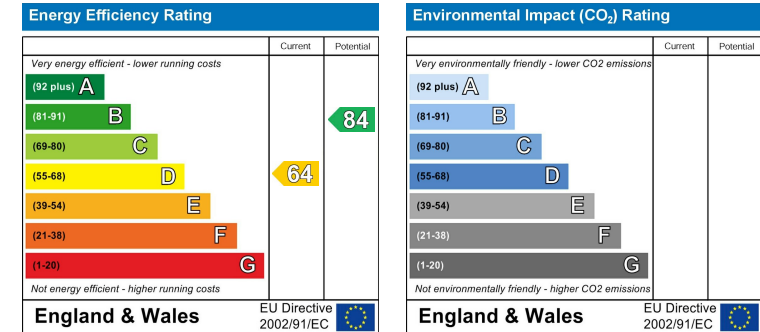 Energy Efficiency Rating
Current Potential
Very energy efficient - lower running costs
(92 plus) A
(81-91) B
84
(69-80) C
(55-68) D
64
(39-54) E
(21-38) F
(1-20) G
Not energy efficient - higher running costs
England & Wales
EU Directive
2002/91/EC
Environmental Impact (CO₂) Rating
Current Potential
Very environmentally friendly - lower CO2 emissions
(92 plus) A
(81-91) B
(69-80) C
(55-68) D
(39-54) E
(21-38) F
(1-20) G
Not environmentally friendly - higher CO2 emissions
England & Wales
EU Directive
2002/91/EC